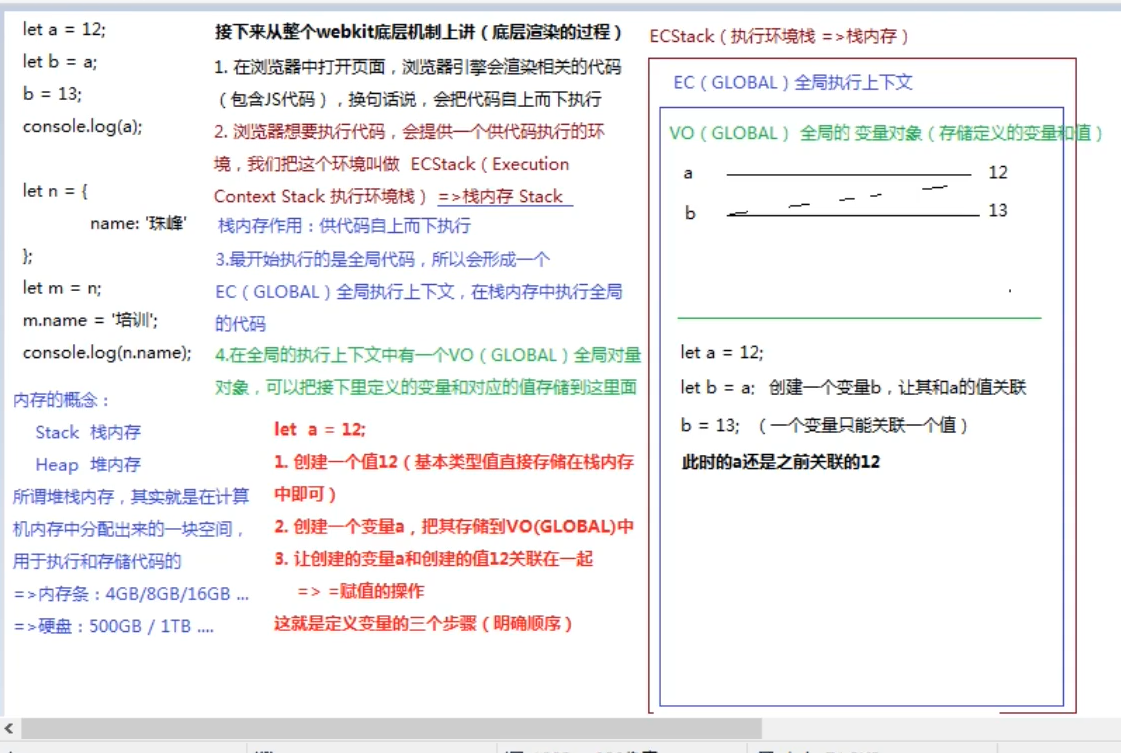 let a = 12;
let b = a;
b = 13;
console.log(a);
let n = {
name: '珠峰'
};
let m = n;
m.name = '培训';
console.log(n.name);
内存的概念：
Stack 栈内存
Heap 堆内存
所谓堆栈内存，其实就是在计算
机内存中分配出来的一块空间，
用于执行和存储代码的
=>内存条：4GB/8GB/16GB ...
=>硬盘：500GB / 1TB ....
接下来从整个webkit底层机制上讲（底层渲染的过程）
1. 在浏览器中打开页面，浏览器引擎会渲染相关的代码
（包含JS代码），换句话说，会把代码自上而下执行
2. 浏览器想要执行代码，会提供一个供代码执行的环
境，我们把这个环境叫做 ECStack（Execution
Context Stack 执行环境栈） =>栈内存 Stack
栈内存作用：供代码自上而下执行
3.最开始执行的是全局代码，所以会形成一个
EC（GLOBAL）全局执行上下文，在栈内存中执行全局
的代码
4.在全局的执行上下文中有一个VO（GLOBAL）全局对量
对象，可以把接下里定义的变量和对应的值存储到这里面
let a = 12;
1. 创建一个值12（基本类型值直接存储在栈内存
中即可）
2. 创建一个变量a，把其存储到VO(GLOBAL)中
3. 让创建的变量a和创建的值12关联在一起
=> =赋值的操作
这就是定义变量的三个步骤（明确顺序）
ECStack（执行环境栈 =>栈内存）
EC（GLOBAL）全局执行上下文
VO（GLOBAL） 全局的 变量对象（存储定义的变量和值）
a 12
b 13
let a = 12;
let b = a; 创建一个变量b，让其和a的值关联
b = 13; （一个变量只能关联一个值）
此时的a还是之前关联的12